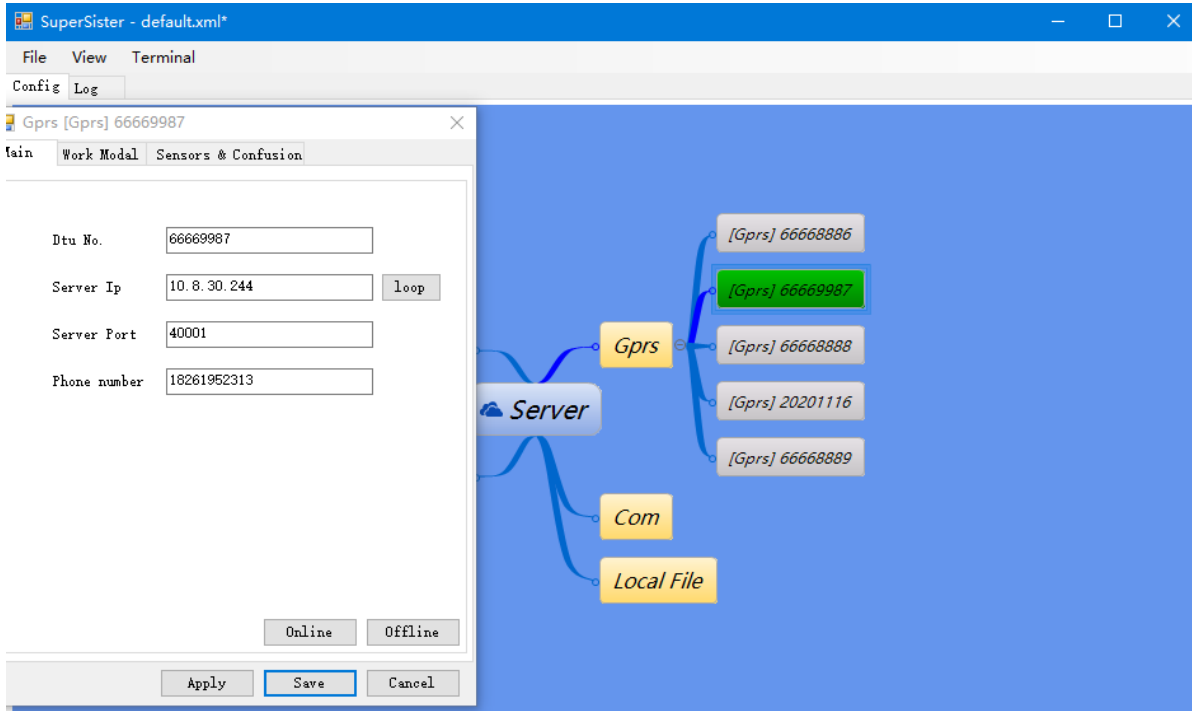 SuperSister - default.xml*
File View Terminal
Config Log
Gprs [Gprs] 66669987
Work Modal Sensors & Confusion
Dtu No. 66669987
Server Ip 10.8.30.244 loop
Server Port 40001
Phone number 18261952313
Online Offline
Apply Save Cancel
Server
Gprs
[Gprs] 66668886
[Gprs] 66669987
[Gprs] 66668888
[Gprs] 20201116
[Gprs] 66668889
Com
Local File